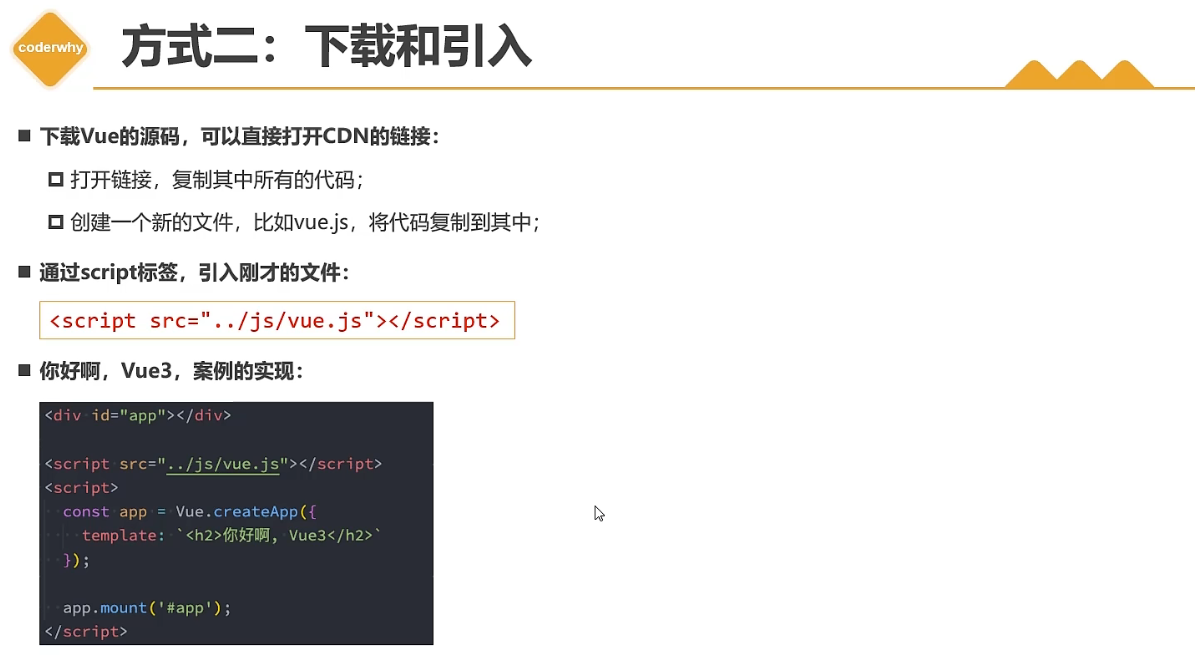 coderwhy
方式二：下载和引入
下载Vue的源码，可以直接打开CDN的链接：
打开链接，复制其中所有的代码；
创建一个新的文件，比如vue.js，将代码复制到其中；
通过script标签，引入刚才的文件：
<script src="../js/vue.js"></script>
你好啊，Vue3，案例的实现：
<div id="app"></div>
<script src="../js/vue.js"></script>
<script>
const app = Vue.createApp({
template: `<h2>你好啊, Vue3</h2>`
});
app.mount('#app');
</script>